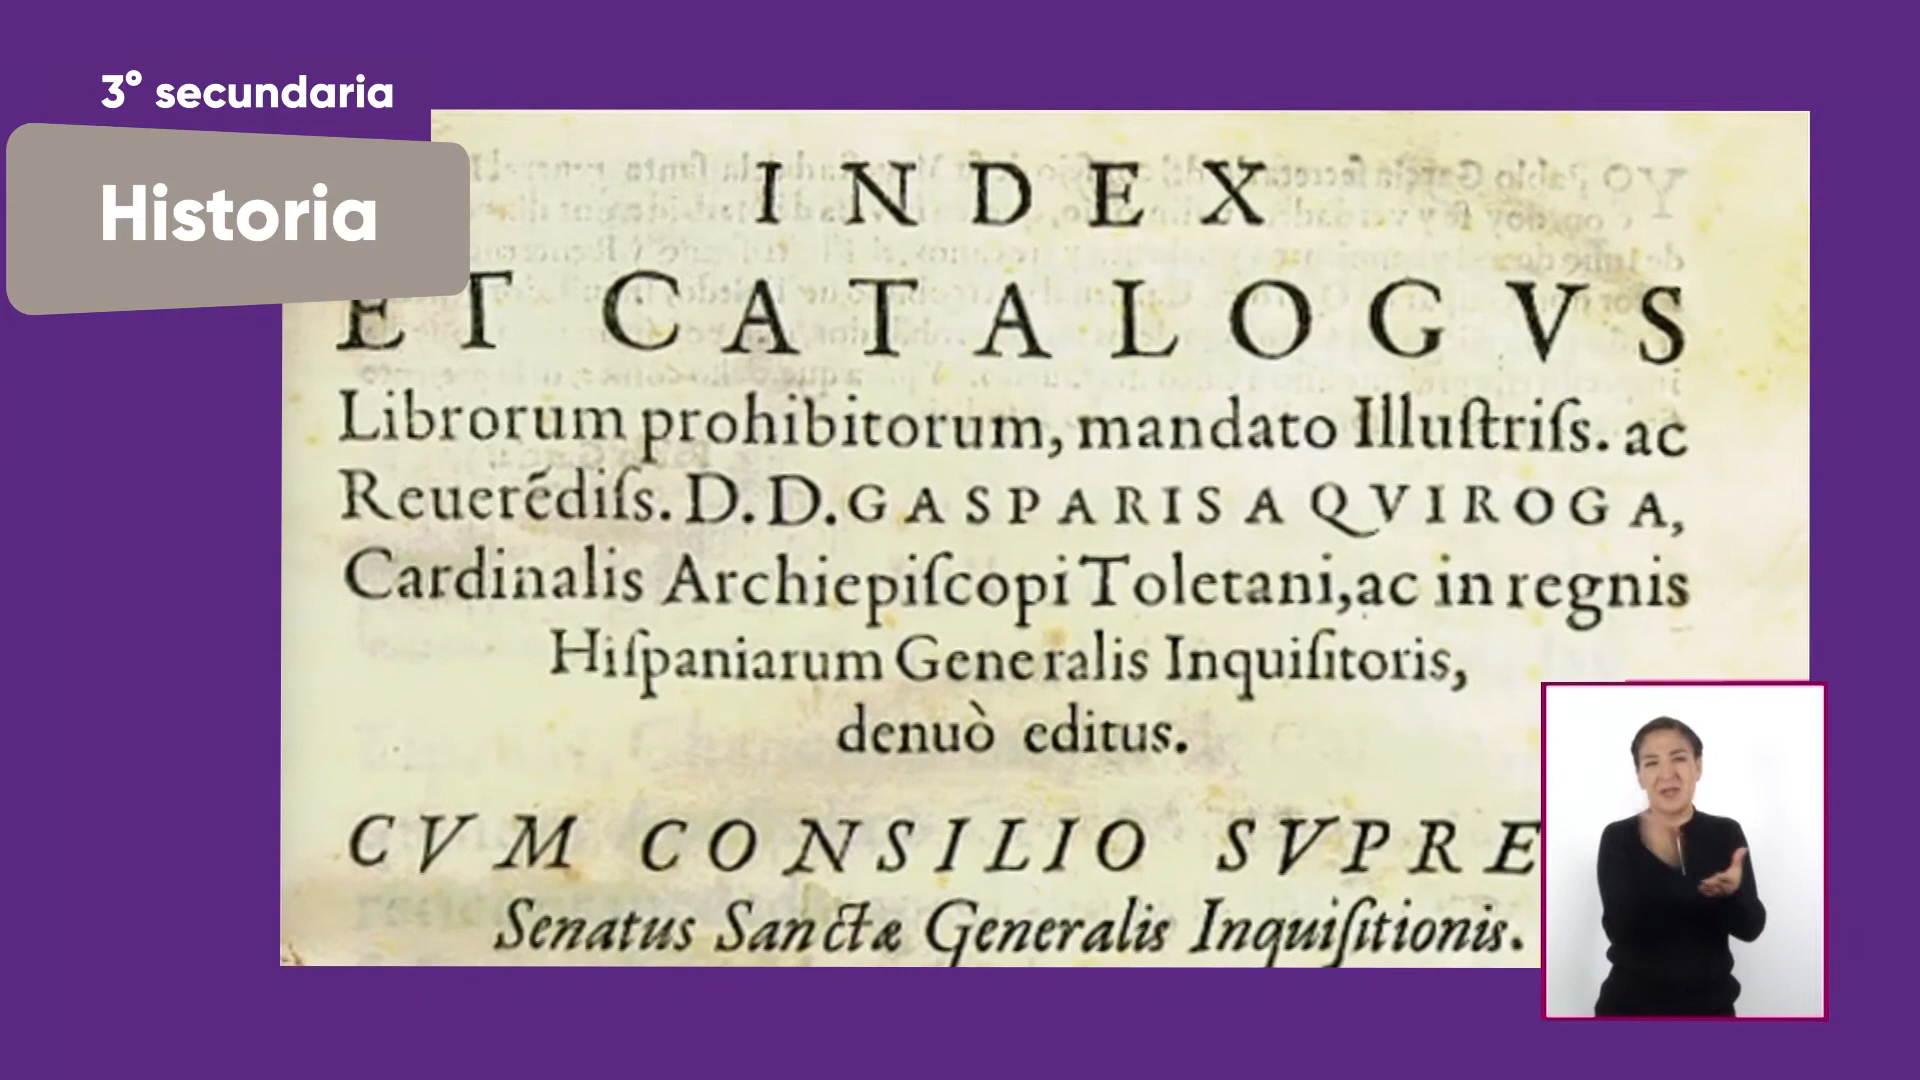 3° secundaria
Historia
INDEX
ET CATALOGVS
Librorum prohibitorum, mandato Illuſtriſs. ac
Reuerẽdiſs. D. D. GASPARIS A QVIROGA,
Cardinalis Archiepiſcopi Toletani, ac in regnis
Hiſpaniarum Generalis Inquiſitoris,
denuò editus.
CVM CONSILIO SVPRE
Senatus Sanctæ Generalis Inquiſitionis.